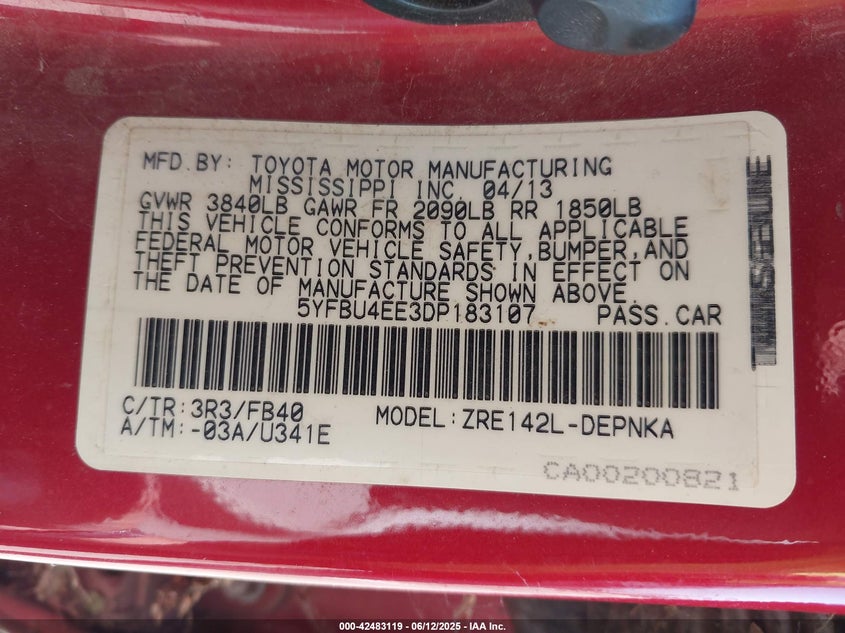 MFD.BY: TOYOTA MOTOR MANUFACTURING
MISSISSIPPI INC. 04/13
GVWR 3840LB GAWR FR 2090LB RR 1850LB
THIS VEHICLE CONFORMS TO ALL APPLICABLE
FEDERAL MOTOR VEHICLE SAFETY,BUMPER,AND
THEFT PREVENTION STANDARDS IN EFFECT ON
THE DATE OF MANUFACTURE SHOWN ABOVE.
5YFBU4EE3DP183107 PASS.CAR
C/TR:3R3/FB40 MODEL:ZRE142L-DEPNKA
A/TM:-03A/U341E
CA00200821
000-42483119 - 06/12/2025 - IAA Inc.